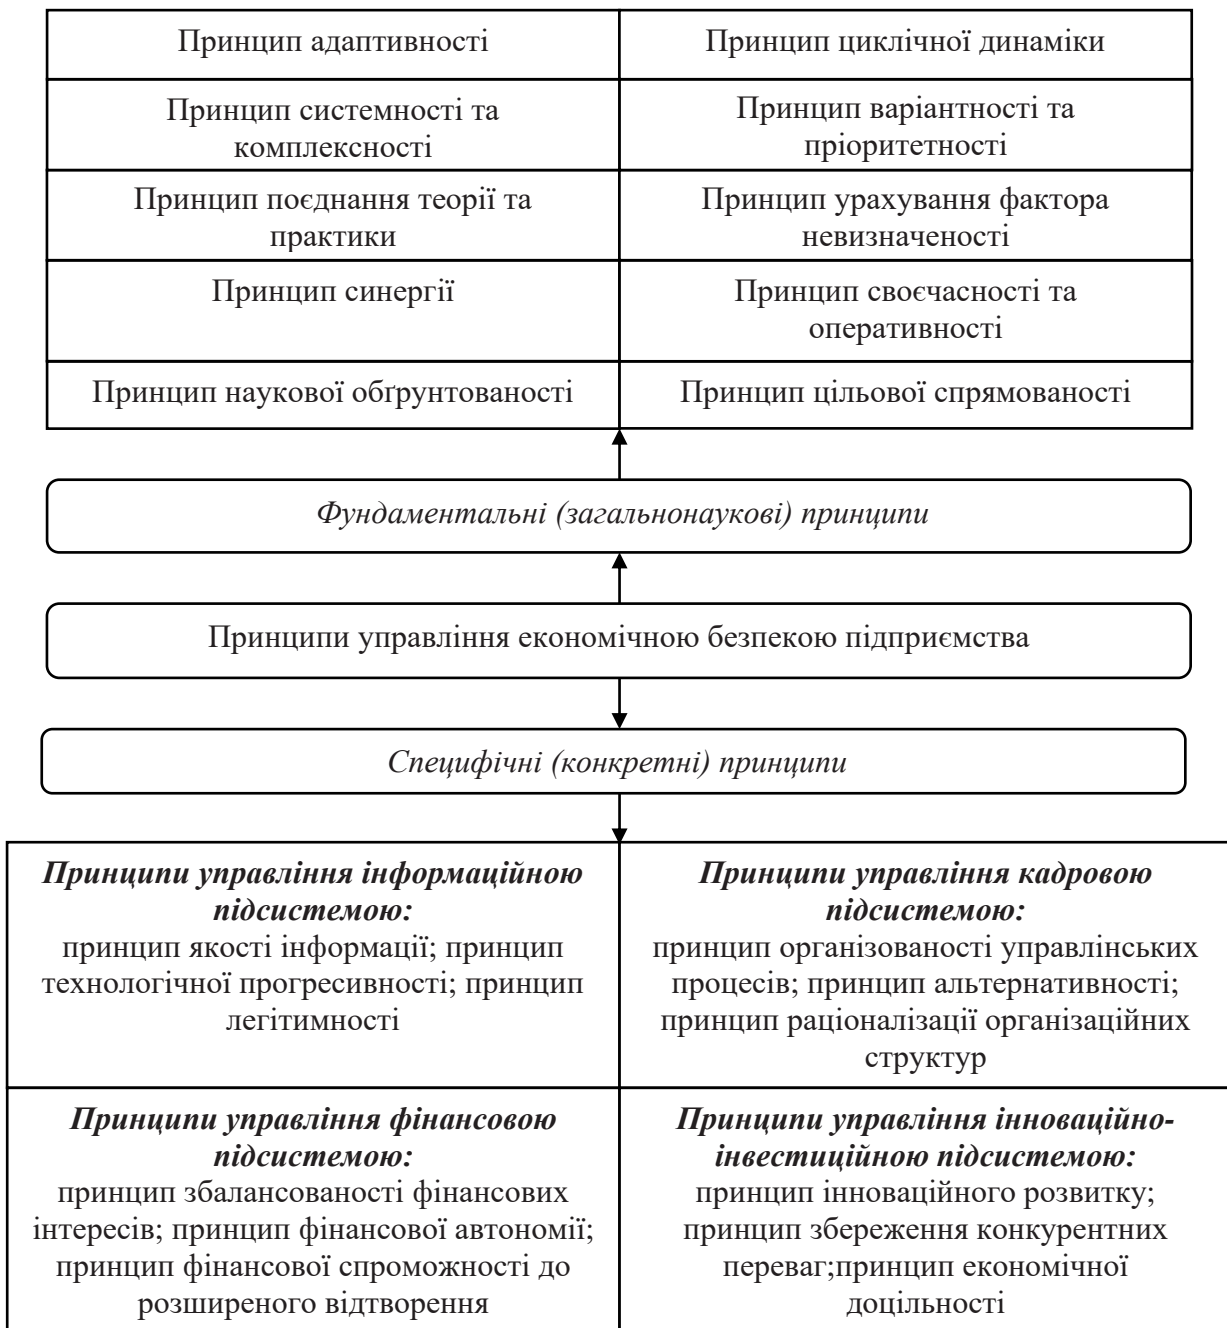 Принцип адаптивності
Принцип циклічної динаміки
Принцип системності та
комплексності
Принцип варіантності та
пріоритетності
Принцип поєднання теорії та
практики
Принцип урахування фактора
невизначеності
Принцип синергії
Принцип своєчасності та
оперативності
Принцип наукової обґрунтованості
Принцип цільової спрямованості
Фундаментальні (загальнонаукові) принципи
Принципи управління економічною безпекою підприємства
Специфічні (конкретні) принципи
Принципи управління інформаційною
підсистемою:
принцип якості інформації; принцип
технологічної прогресивності; принцип
легітимності
Принципи управління кадровою
підсистемою:
принцип організованості управлінських
процесів; принцип альтернативності;
принцип раціоналізації організаційних
структур
Принципи управління фінансовою
підсистемою:
принцип збалансованості фінансових
інтересів; принцип фінансової автономії;
принцип фінансової спроможності до
розширеного відтворення
Принципи управління інноваційно-
інвестиційною підсистемою:
принцип інноваційного розвитку;
принцип збереження конкурентних
переваг;принцип економічної
доцільності